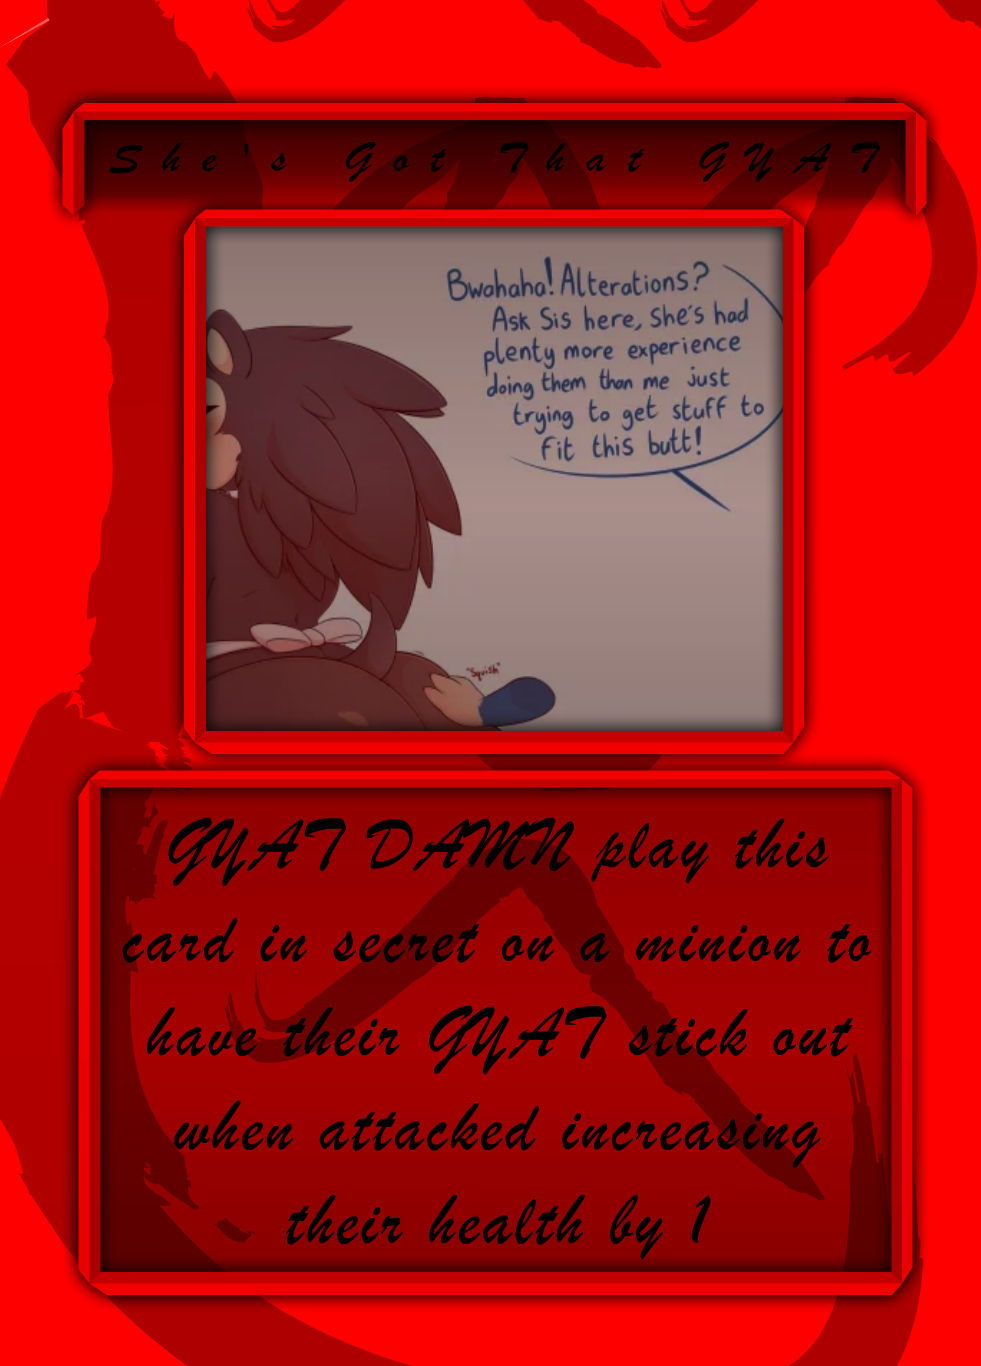 She's Got That GYAT
Bwahaha! Alterations?
Ask Sis here, She's had
plenty more experience
doing them than me just
trying to get stuff to
fit this butt!
"Squish"
GYAT DAMN play this
card in secret on a minion to
have their GYAT stick out
when attacked increasing
their health by 1